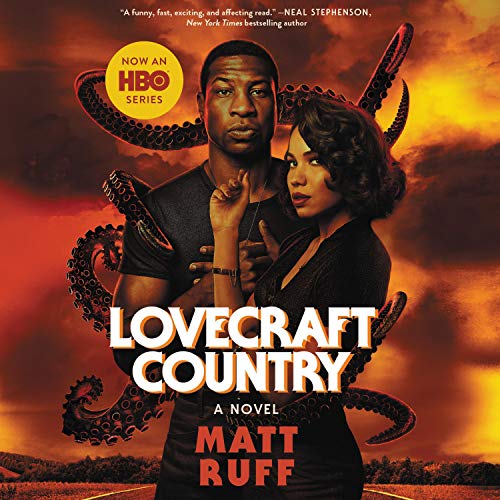 “A funny, fast, exciting, and affecting read.” —NEAL STEPHENSON,
New York Times bestselling author
NOW AN
HBO
SERIES
LOVECRAFT
COUNTRY
A NOVEL
MATT
RUFF